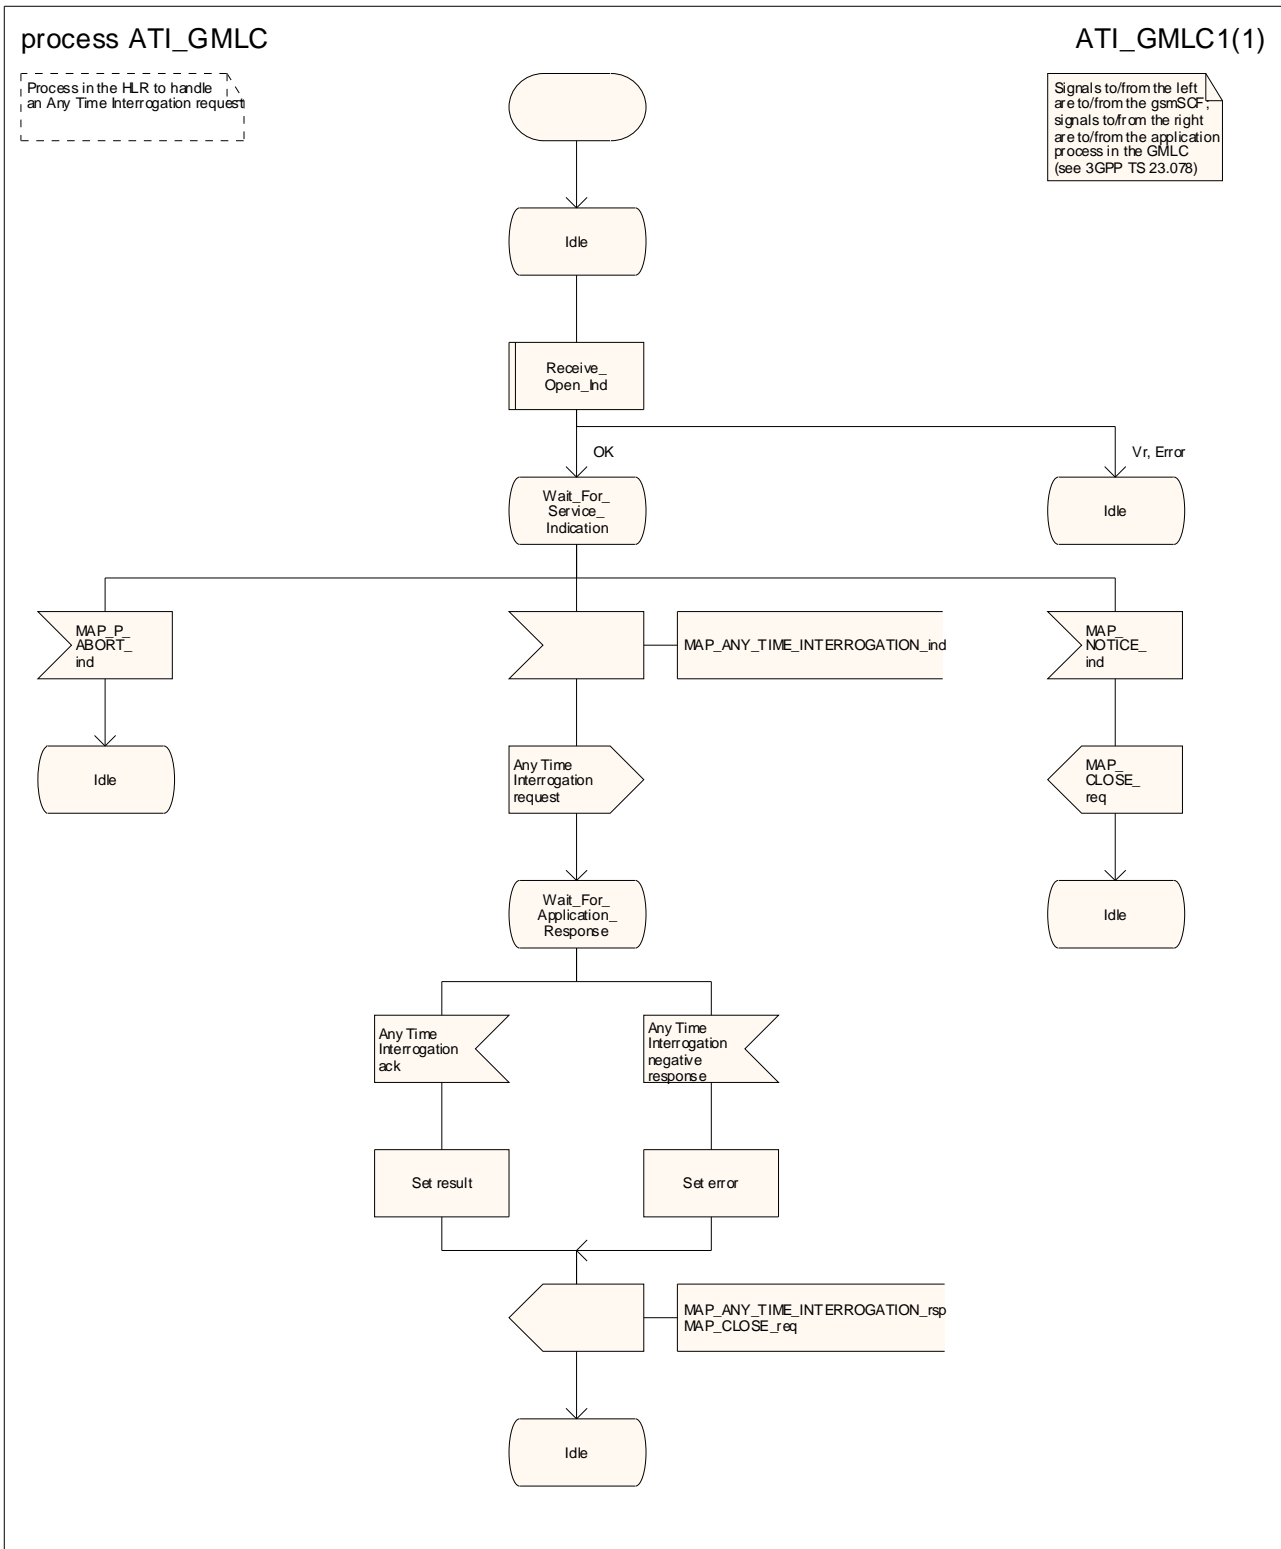 process ATI_GMLC
ATI_GMLC1(1)
Process in the HLR to handle
an Any Time Interrogation request
Signals to/from the left
are to/from the gsmSCF;
signals to/from the right
are to/from the application
process in the GMLC
(see 3GPP TS 23.078)
Idle
Receive_
Open_Ind
OK
Vr, Error
Wait_For_
Service_
Indication
Idle
MAP_P_
ABORT_
ind
MAP_ANY_TIME_INTERROGATION_ind
MAP_
NOTICE_
ind
Idle
Any Time
Interrogation
request
MAP_
CLOSE_
req
Wait_For_
Application_
Response
Idle
Any Time
Interrogation
ack
Any Time
Interrogation
negative
response
Set result
Set error
MAP_ANY_TIME_INTERROGATION_rsp
MAP_CLOSE_req
Idle